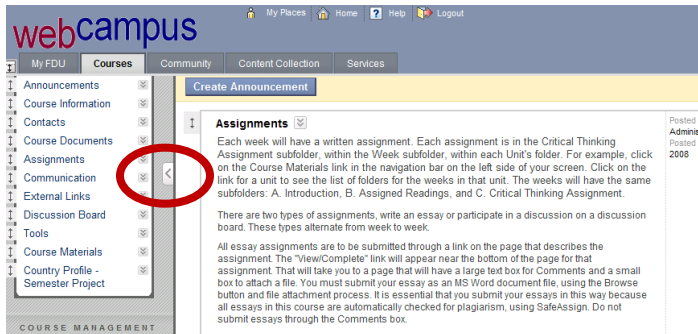 webcampus
My Places Home ? Help Logout
My FDU Courses Community Content Collection Services
Announcements
Course Information
Contacts
Course Documents
Assignments
Communication
External Links
Discussion Board
Tools
Course Materials
Country Profile -
Semester Project
COURSE MANAGEMENT
Create Announcement
Assignments
Each week will have a written assignment. Each assignment is in the Critical Thinking
Assignment subfolder, within the Week subfolder, within each Unit's folder. For example, click
on the Course Materials link in the navigation bar on the left side of your screen. Click on the
link for a unit to see the list of folders for the weeks in that unit. The weeks will have the same
subfolders: A. Introduction, B. Assigned Readings, and C. Critical Thinking Assignment.
There are two types of assignments, write an essay or participate in a discussion on a discussion
board. These types alternate from week to week.
All essay assignments are to be submitted through a link on the page that describes the
assignment. The "View/Complete" link will appear near the bottom of the page for that
assignment. That will take you to a page that will have a large text box for Comments and a small
box to attach a file. You must submit your essay as an MS Word document file, using the Browse
button and file attachment process. It is essential that you submit your essays in this way because
all essays in this course are automatically checked for plagiarism, using SafeAssign. Do not
submit essays through the Comments box.
Posted
Adminis
Posted
2008